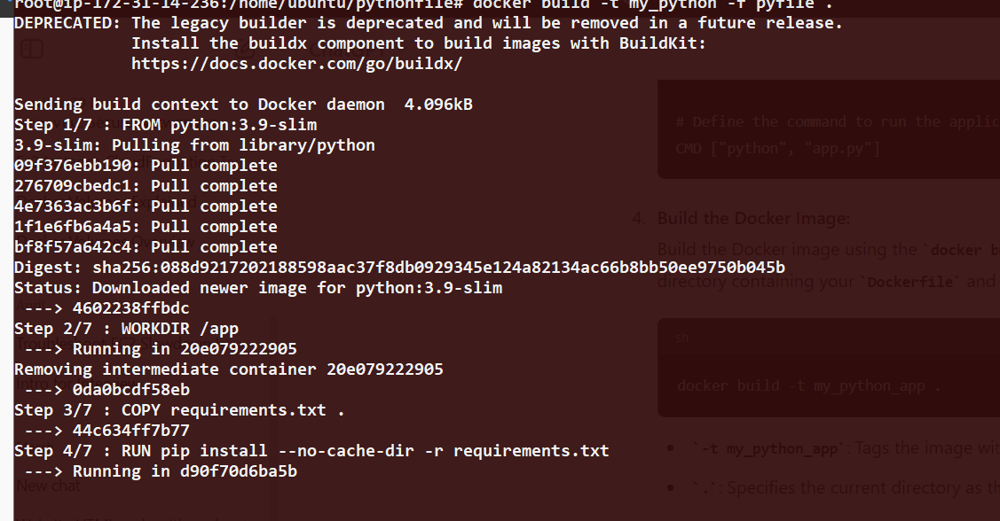 root@ip-172-31-14-236:/home/ubuntu/pythonfile# docker build -t my_python -f pyfile .
DEPRECATED: The legacy builder is deprecated and will be removed in a future release.
            Install the buildx component to build images with BuildKit:
            https://docs.docker.com/go/buildx/
Sending build context to Docker daemon  4.096kB
Step 1/7 : FROM python:3.9-slim
3.9-slim: Pulling from library/python
09f376ebb190: Pull complete
276709cbedc1: Pull complete
4e7363ad3b6f: Pull complete
1f1e6fb6a4a5: Pull complete
bf8f57a642c4: Pull complete
Digest: sha256:088d9217202188598aac37f8db0929345e124a82134ac66b8bb50ee9750b045b
Status: Downloaded newer image for python:3.9-slim
 ---> 4602238ffbdc
Step 2/7 : WORKDIR /app
 ---> Running in 20e079222905
Removing intermediate container 20e079222905
 ---> 0da0bcdf58eb
Step 3/7 : COPY requirements.txt .
 ---> 44c634ff7b77
Step 4/7 : RUN pip install --no-cache-dir -r requirements.txt
 ---> Running in d90f70d6ba5b
New chat
# Define the command to run the applic
CMD ["python", "app.py"]
4. Build the Docker Image:
Build the Docker image using the `docker b
directory containing your `Dockerfile` and
sh
docker build -t my_python_app .
• `-t my_python_app`: Tags the image wit
• `.`: Specifies the current directory as th